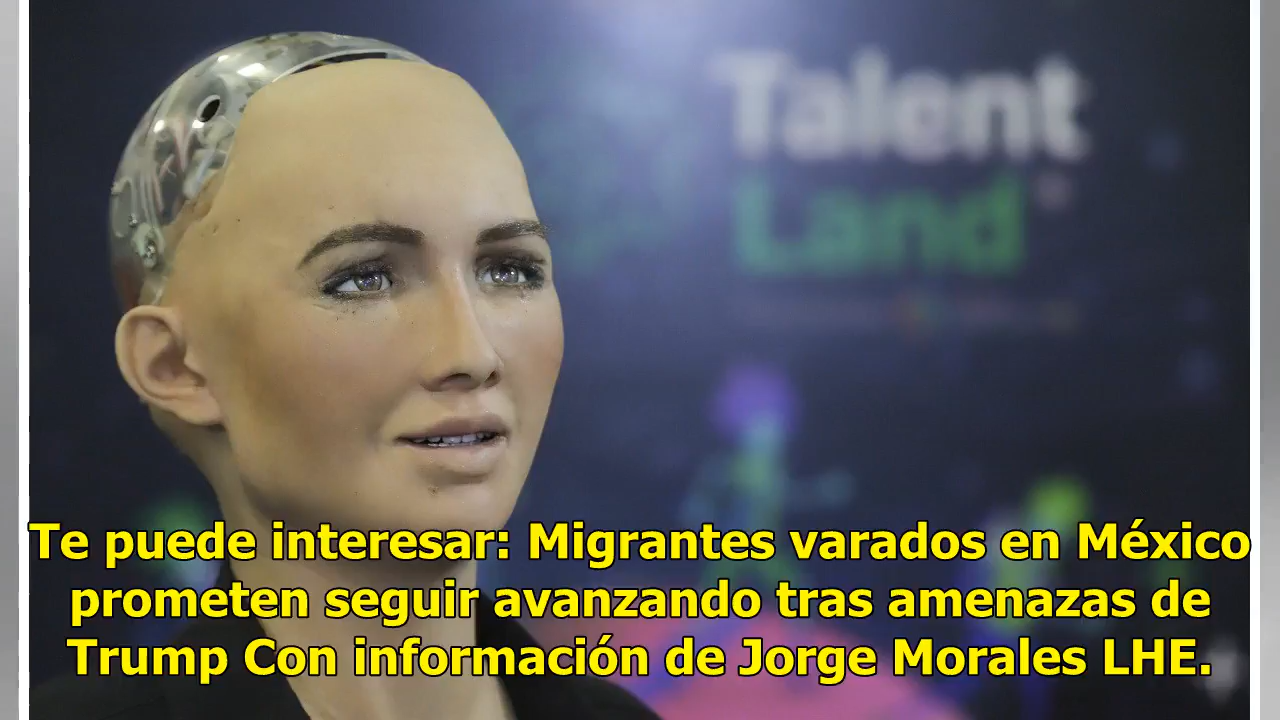 Talent
Land
Te puede interesar: Migrantes varados en México
prometen seguir avanzando tras amenazas de
Trump Con información de Jorge Morales LHE.